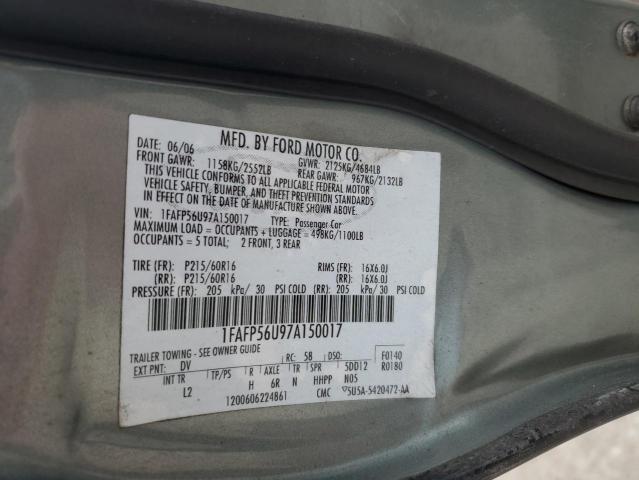 MFD. BY FORD MOTOR CO.
DATE: 06/06 GVWR: 2125KG/4684LB
FRONT GAWR: 1158KG/2552LB REAR GAWR: 967KG/2132LB
THIS VEHICLE CONFORMS TO ALL APPLICABLE FEDERAL MOTOR
VEHICLE SAFETY, BUMPER, AND THEFT PREVENTION STANDARDS
IN EFFECT ON THE DATE OF MANUFACTURE SHOWN ABOVE.
VIN: 1FAFP56U97A150017 TYPE: Passenger Car
MAXIMUM LOAD = OCCUPANTS + LUGGAGE = 498KG/1100LB
OCCUPANTS = 5 TOTAL: 2 FRONT, 3 REAR
TIRE (FR): P215/60R16 RIMS (FR): 16X6.0J
(RR): P215/60R16 (RR): 16X6.0J
PRESSURE (FR): 205 kPa/ 30 PSI COLD (RR): 205 kPa/ 30 PSI COLD
1FAFP56U97A150017
TRAILER TOWING - SEE OWNER GUIDE
EXT PNT: DV RC: 58 DSO: F0140
INT TR TP/PS R AXLE TR SPR 5DD12 R0180
L2 H 6R N HHPP N05
1200606224861 CMC ▽5U5A-5420472-AA